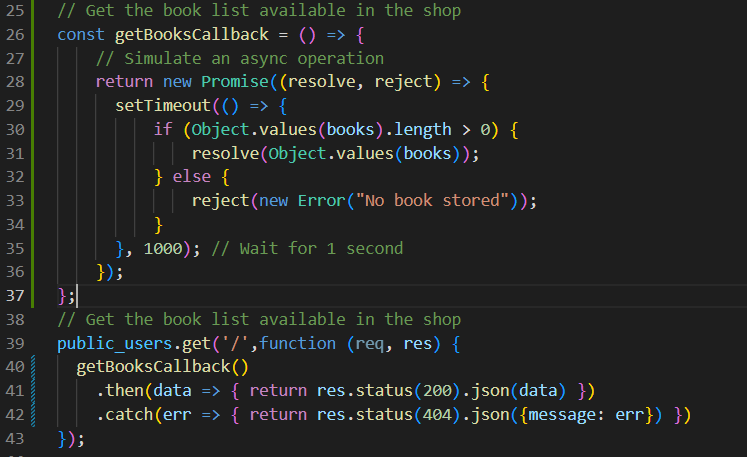 25 // Get the book list available in the shop
26 const getBooksCallback = () => {
27 // Simulate an async operation
28 return new Promise((resolve, reject) => {
29 setTimeout(() => {
30 if (Object.values(books).length > 0) {
31 resolve(Object.values(books));
32 } else {
33 reject(new Error("No book stored"));
34 }
35 }, 1000); // Wait for 1 second
36 });
37 };
38 // Get the book list available in the shop
39 public_users.get('/',function (req, res) {
40 getBooksCallback()
41 .then(data => { return res.status(200).json(data) })
42 .catch(err => { return res.status(404).json({message: err}) })
43 });